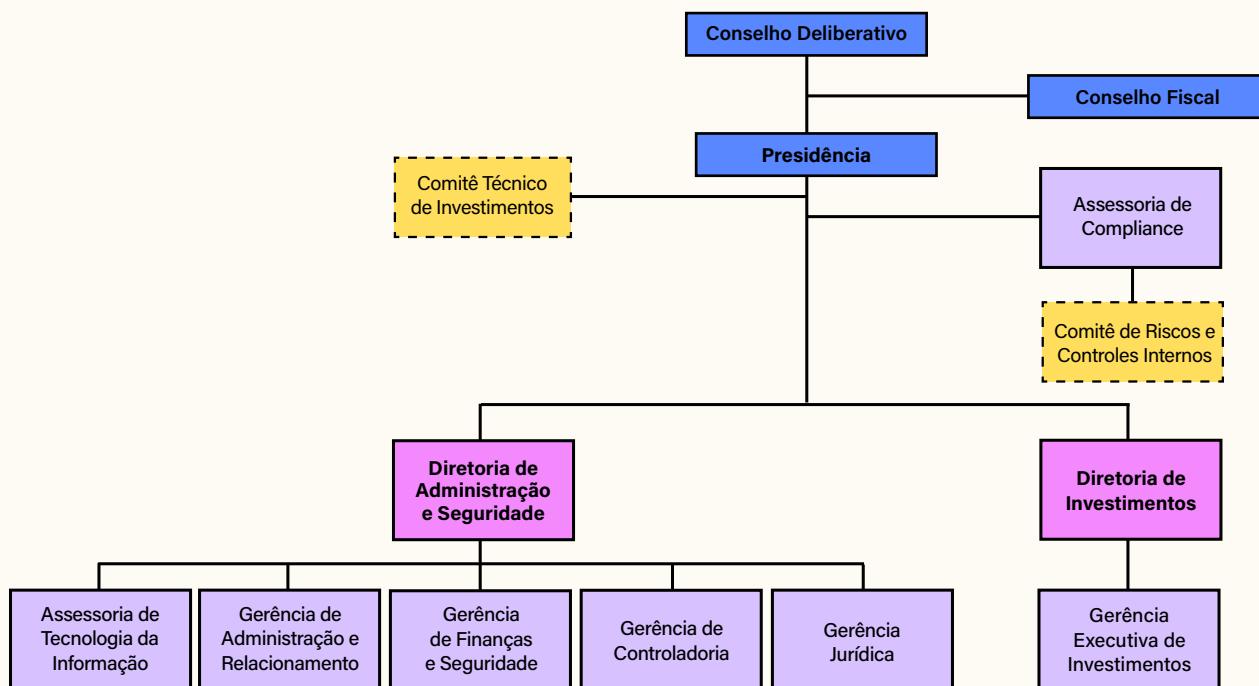 Conselho Deliberativo
Conselho Fiscal
Presidência
Comitê Técnico
de Investimentos
Assessoria de
Compliance
Comitê de Riscos e
Controles Internos
Diretoria de
Administração
e Seguridade
Diretoria de
Investimentos
Assessoria de
Tecnologia da
Informação
Gerência de
Administração e
Relacionamento
Gerência
de Finanças
e Seguridade
Gerência de
Controladoria
Gerência
Jurídica
Gerência
Executiva de
Investimentos